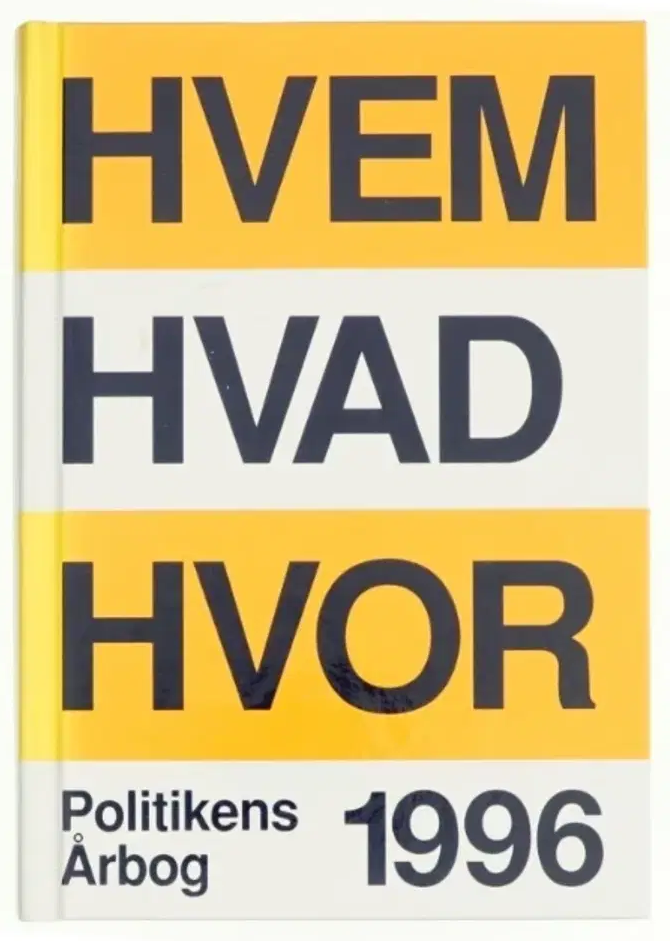 HVEM
HVAD
HVOR
Politikens
Årbog
1996